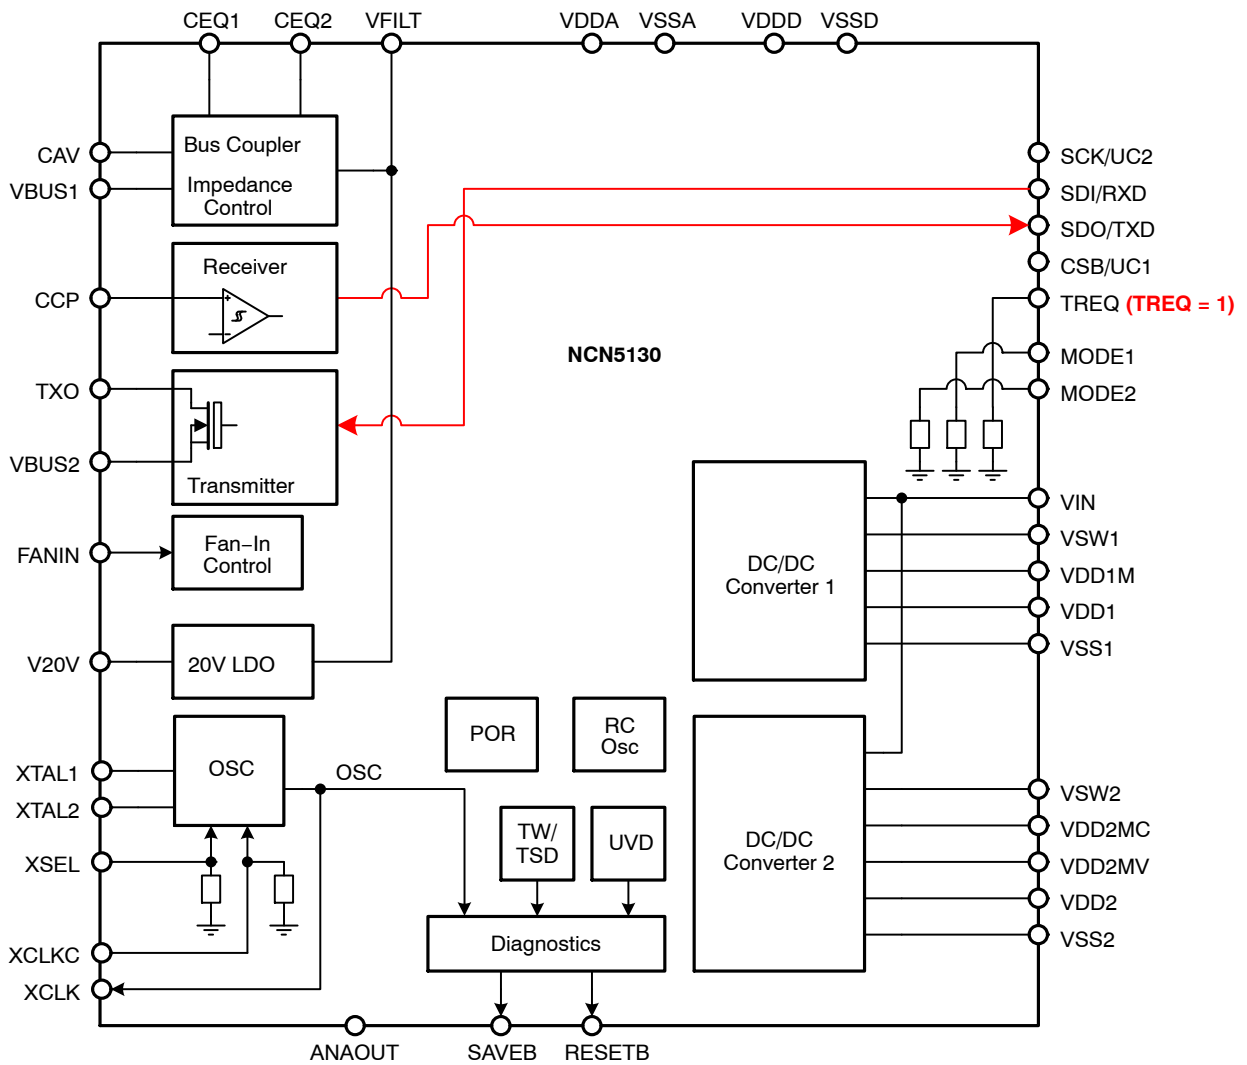 CEQ1 CEQ2 VFILT VDDA VSSA VDDD VSSD
CAV
VBUS1
Bus Coupler
Impedance
Control
SCK/UC2
SDI/RXD
SDO/TXD
CSB/UC1
TREQ (TREQ = 1)
MODE1
MODE2
CCP
Receiver
+
NCN5130
TXO
VBUS2
Transmitter
FANIN
Fan−In
Control
V20V
20V LDO
DC/DC
Converter 1
VIN
VSW1
VDD1M
VDD1
VSS1
POR
RC
Osc
XTAL1
XTAL2
OSC
OSC
XSEL
XCLKC
XCLK
TW/
TSD
UVD
Diagnostics
DC/DC
Converter 2
VSW2
VDD2MC
VDD2MV
VDD2
VSS2
ANAOUT SAVEB RESETB